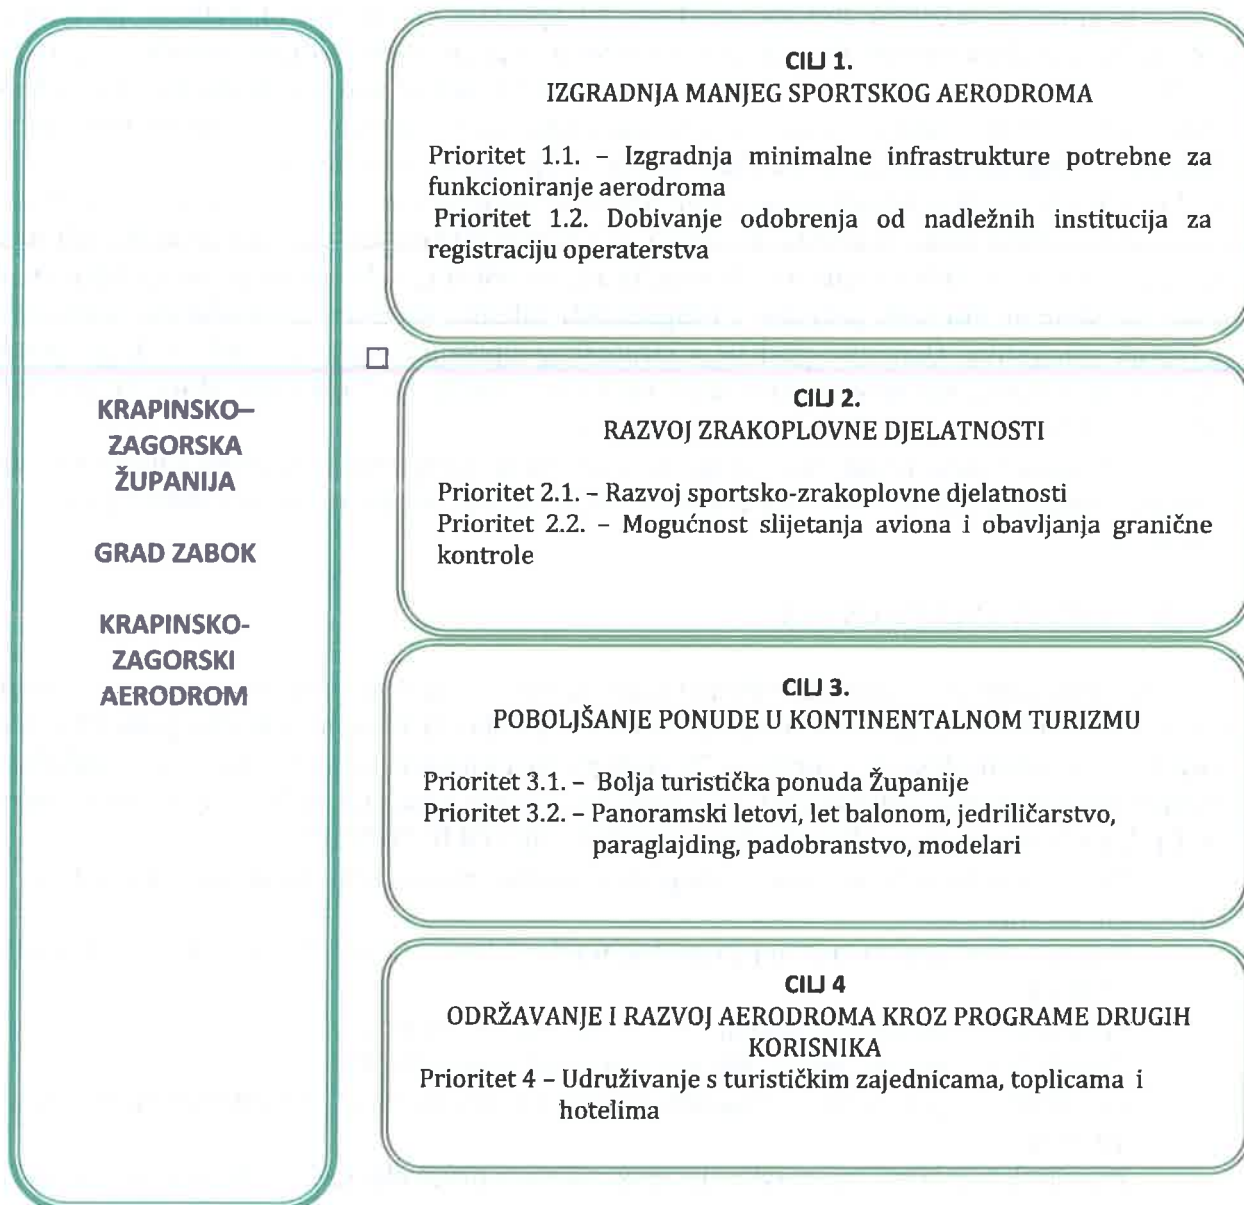 KRAPINSKO–
ZAGORSKA
ŽUPANIJA
GRAD ZABOK
KRAPINSKO-
ZAGORSKI
AERODROM
CILJ 1.
IZGRADNJA MANJEG SPORTSKOG AERODROMA
Prioritet 1.1. – Izgradnja minimalne infrastrukture potrebne za
funkcioniranje aerodroma
Prioritet 1.2. Dobivanje odobrenja od nadležnih institucija za
registraciju operaterstva
CILJ 2.
RAZVOJ ZRAKOPLOVNE DJELATNOSTI
Prioritet 2.1. – Razvoj sportsko-zrakoplovne djelatnosti
Prioritet 2.2. – Mogućnost slijetanja aviona i obavljanja granične
kontrole
CILJ 3.
POBOLJŠANJE PONUDE U KONTINENTALNOM TURIZMU
Prioritet 3.1. – Bolja turistička ponuda Županije
Prioritet 3.2. – Panoramski letovi, let balonom, jedriličarstvo,
paraglajding, padobranstvo, modelari
CILJ 4
ODRŽAVANJE I RAZVOJ AERODROMA KROZ PROGRAME DRUGIH
KORISNIKA
Prioritet 4 – Udruživanje s turističkim zajednicama, toplicama i
hotelima